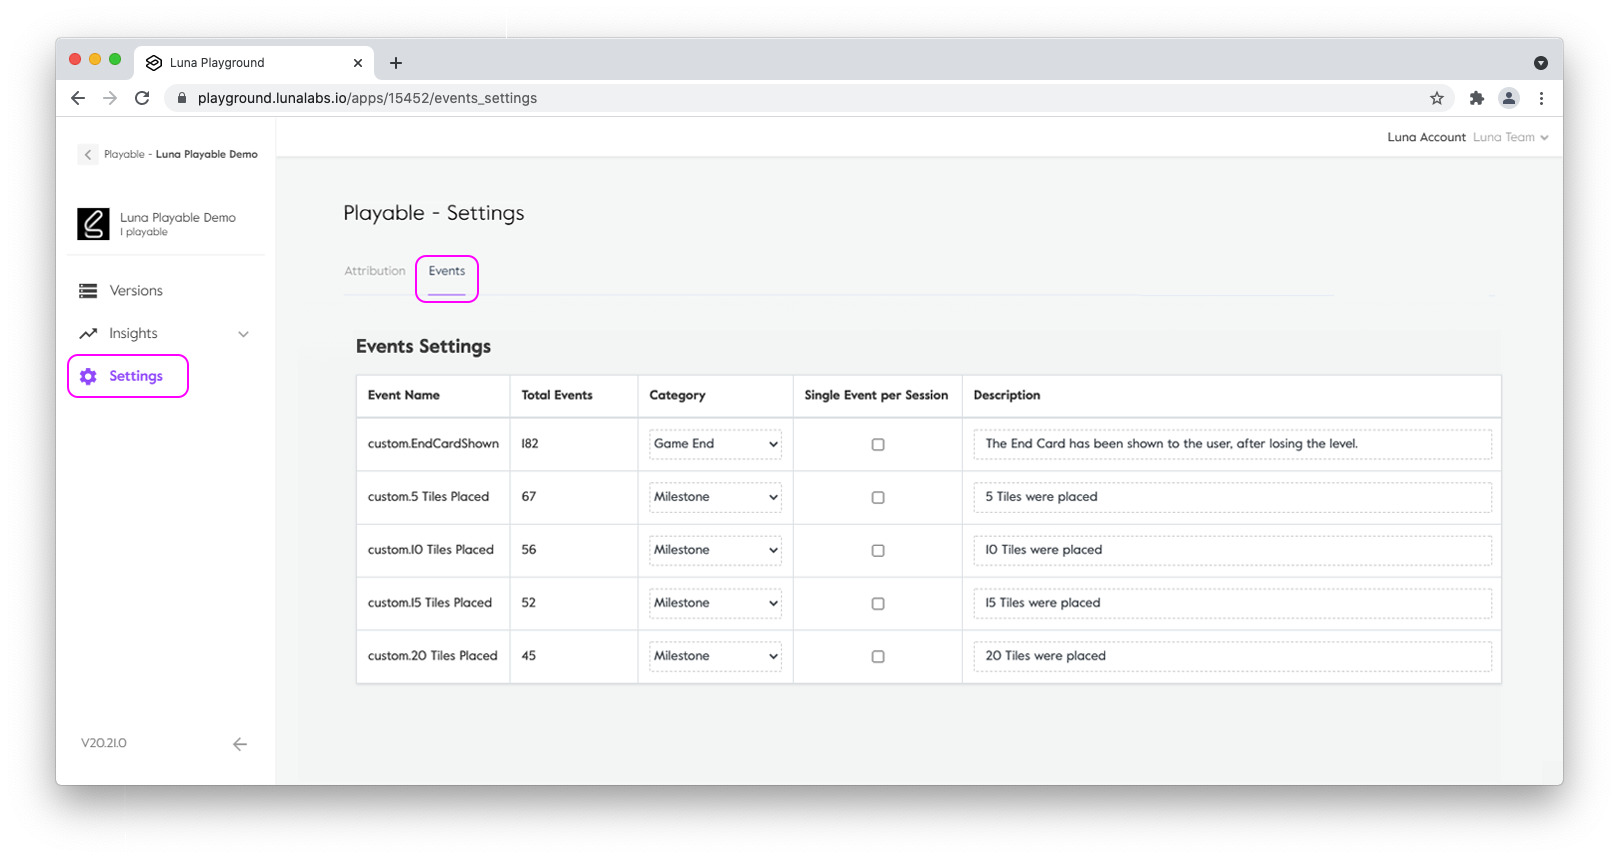 Luna Playground
playground.lunalabs.io/apps/15452/events_settings
Luna Account Luna Team
Playable - Luna Playable Demo
Luna Playable Demo
1 playable
Versions
Insights
Settings
V20.21.0
Playable - Settings
Attribution Events
Events Settings
Event Name Total Events Category Single Event per Session Description
custom.EndCardShown 182 Game End The End Card has been shown to the user, after losing the level.
custom.5 Tiles Placed 67 Milestone 5 Tiles were placed
custom.10 Tiles Placed 56 Milestone 10 Tiles were placed
custom.15 Tiles Placed 52 Milestone 15 Tiles were placed
custom.20 Tiles Placed 45 Milestone 20 Tiles were placed